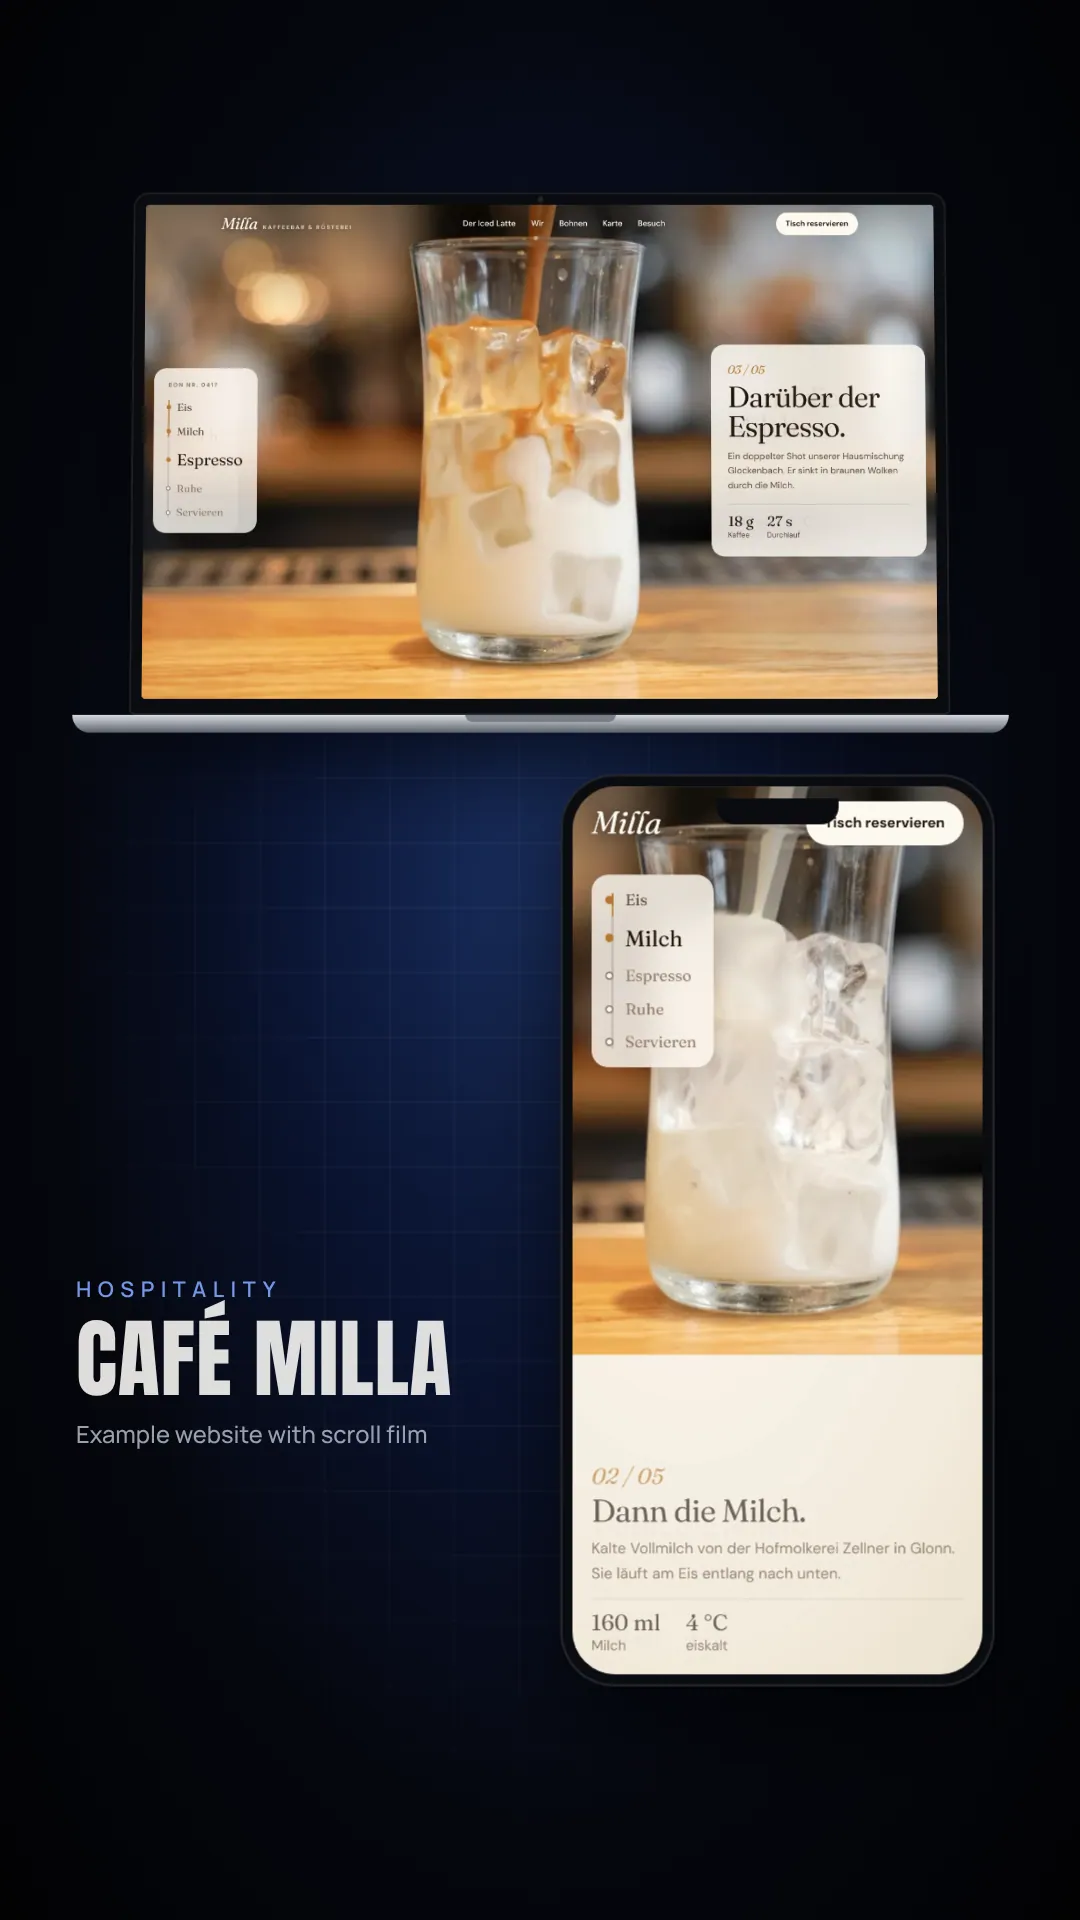 Milla KAFFEEBAR & RÖSTEREI
Der Iced Latte Wir Bohnen Karte Besuch
Tisch reservieren
BON NR. 0417
Eis
Milch
Espresso
Ruhe
Servieren
03 / 05
Darüber der
Espresso.
Ein doppelter Shot unserer Hausmischung
Glockenbach. Er sinkt in braunen Wolken
durch die Milch.
18 g 27 s
Kaffee Durchlauf
Milla
Tisch reservieren
Eis
Milch
Espresso
Ruhe
Servieren
02 / 05
Dann die Milch.
Kalte Vollmilch von der Hofmolkerei Zellner in Glonn.
Sie läuft am Eis entlang nach unten.
160 ml 4 °C
Milch eiskalt
HOSPITALITY
CAFÉ MILLA
Example website with scroll film